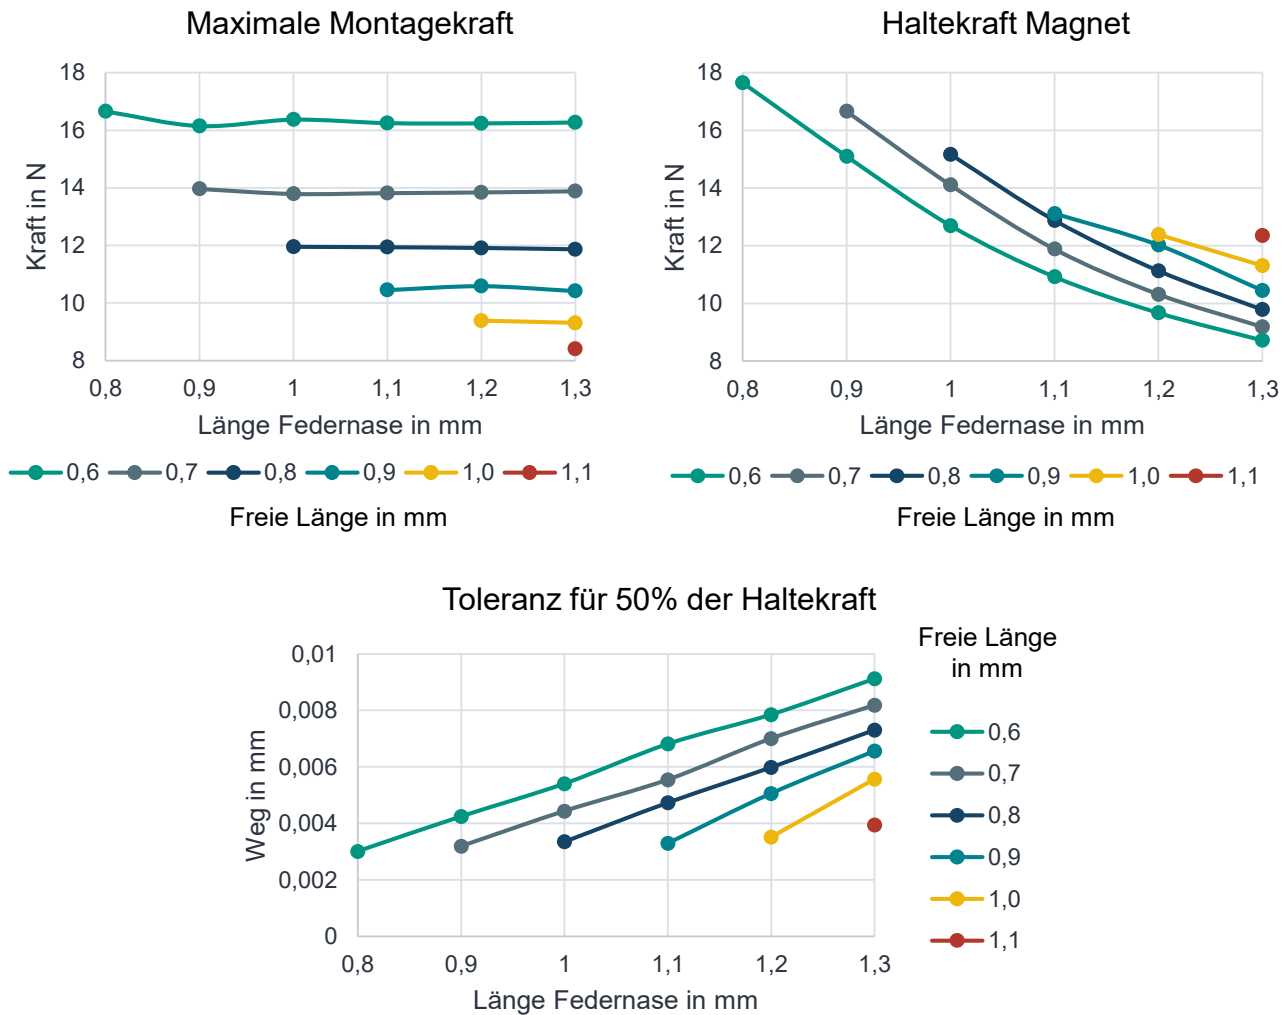 Maximale Montagekraft
Kraft in N
18
16
14
12
10
8
0,8 0,9 1 1,1 1,2 1,3
Länge Federnase in mm
0,6 0,7 0,8 0,9 1,0 1,1
Freie Länge in mm
Haltekraft Magnet
Kraft in N
18
16
14
12
10
8
0,8 0,9 1 1,1 1,2 1,3
Länge Federnase in mm
0,6 0,7 0,8 0,9 1,0 1,1
Freie Länge in mm
Toleranz für 50% der Haltekraft
Weg in mm
0,01
0,008
0,006
0,004
0,002
0
0,8 0,9 1 1,1 1,2 1,3
Länge Federnase in mm
Freie Länge
in mm
0,6
0,7
0,8
0,9
1,0
1,1